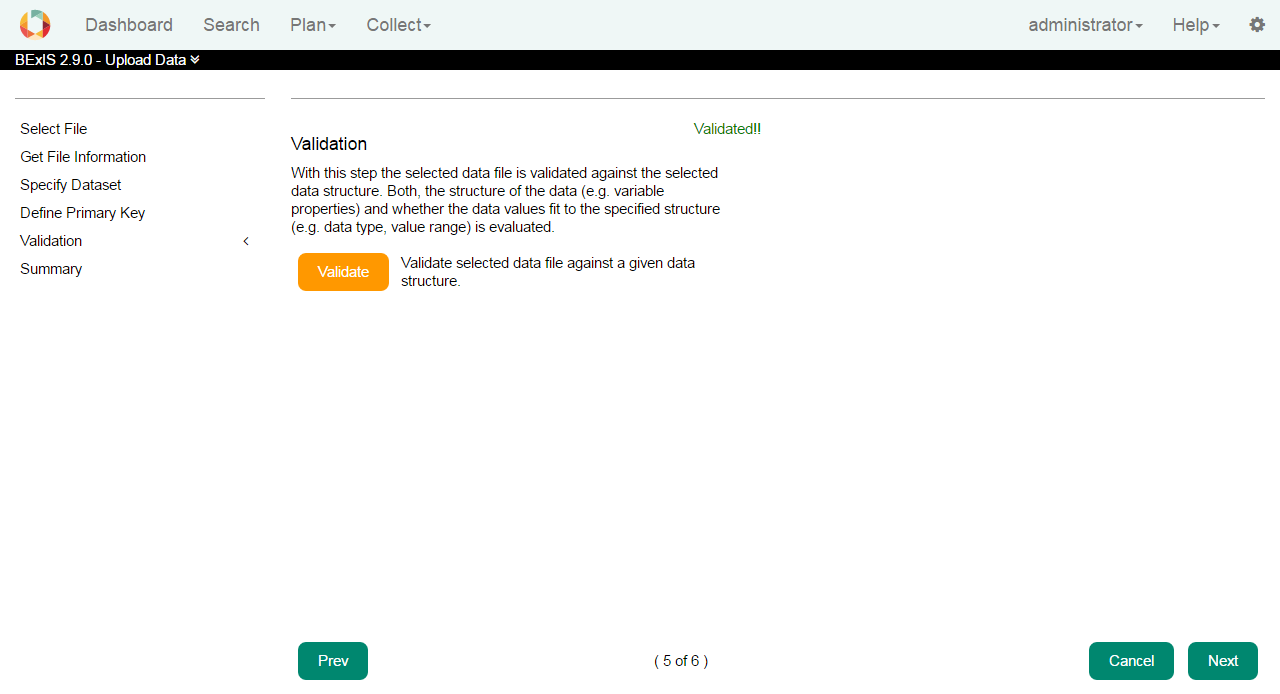 Dashboard Search Plan Collect administrator Help
BExIS 2.9.0 - Upload Data
Select File
Get File Information
Specify Dataset
Define Primary Key
Validation
Summary
Validated!!
Validation
With this step the selected data file is validated against the selected
data structure. Both, the structure of the data (e.g. variable
properties) and whether the data values fit to the specified structure
(e.g. data type, value range) is evaluated.
Validate
Validate selected data file against a given data
structure.
Prev ( 5 of 6 ) Cancel Next